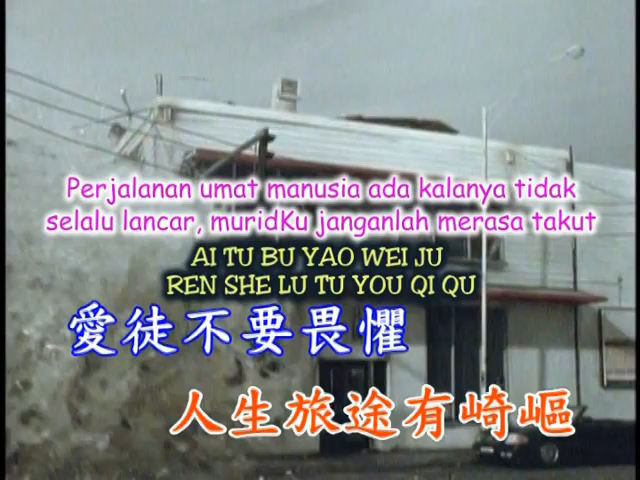 Perjalanan umat manusia ada kalanya tidak
selalu lancar, muridKu janganlah merasa takut
AI TU BU YAO WEI JU
REN SHE LU TU YOU QI QU
愛徒不要畏懼
人生旅途有崎嶇